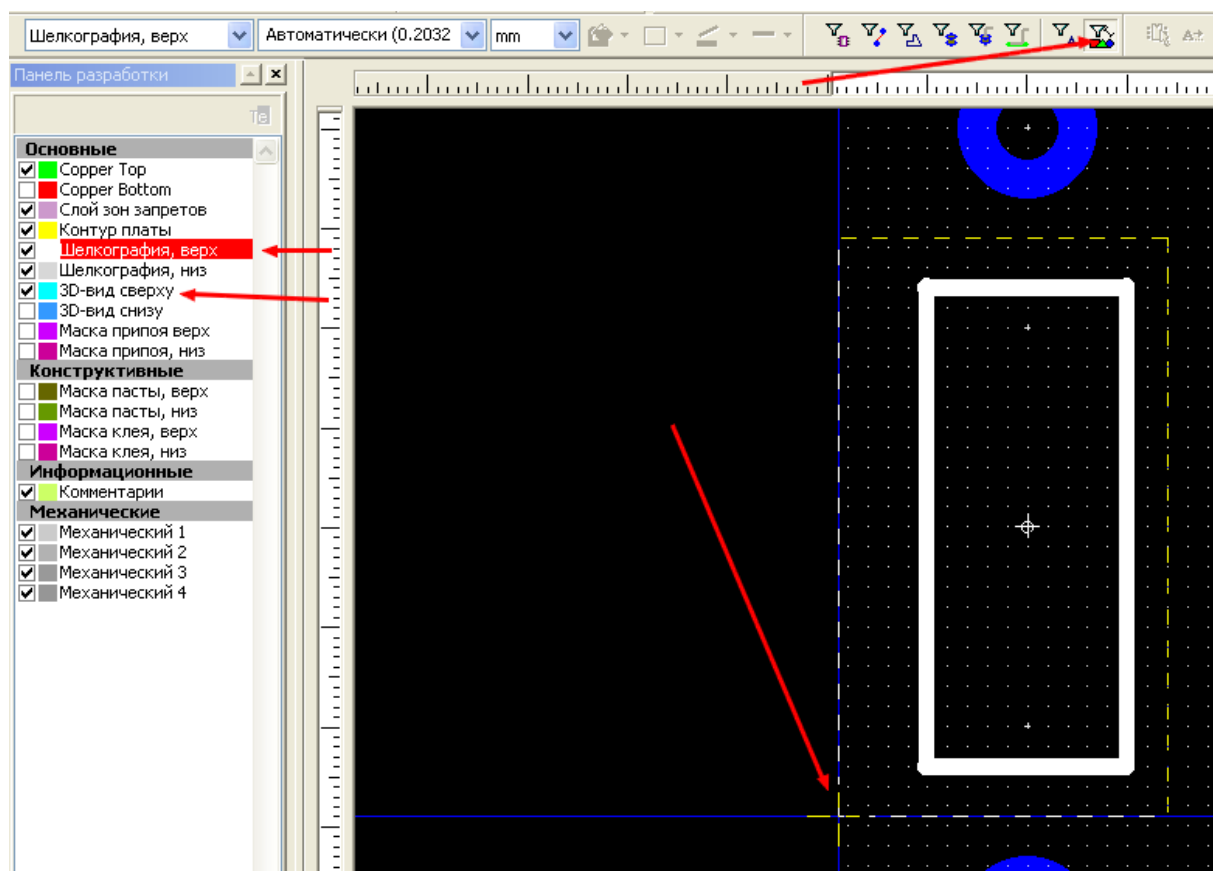 Шелкография, верх
Автоматически (0.2032
mm
Панель разработки
Основные
Copper Top
Copper Bottom
Слой зон запретов
Контур платы
Шелкография, верх
Шелкография, низ
3D-вид сверху
3D-вид снизу
Маска припоя верх
Маска припоя, низ
Конструктивные
Маска пасты, верх
Маска пасты, низ
Маска клея, верх
Маска клея, низ
Информационные
Комментарии
Механические
Механический 1
Механический 2
Механический 3
Механический 4